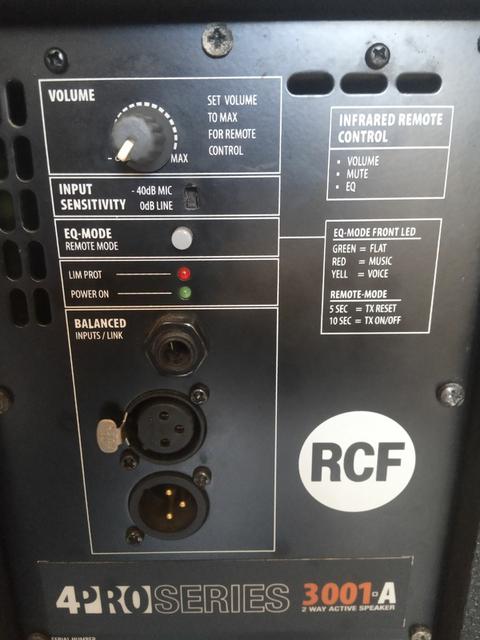 VOLUME
MAX
SET VOLUME
TO MAX
FOR REMOTE
CONTROL
INFRARED REMOTE
CONTROL
• VOLUME
• MUTE
• EQ
INPUT
SENSITIVITY
- 40dB MIC
0dB LINE
EQ-MODE
REMOTE MODE
LIM PROT
POWER ON
EQ-MODE FRONT LED
GREEN = FLAT
RED = MUSIC
YELL = VOICE
REMOTE-MODE
5 SEC = TX RESET
10 SEC = TX ON/OFF
BALANCED
INPUTS / LINK
RCF
4PROSERIES 3001-A
2 WAY ACTIVE SPEAKER
SERIAL NUMBER